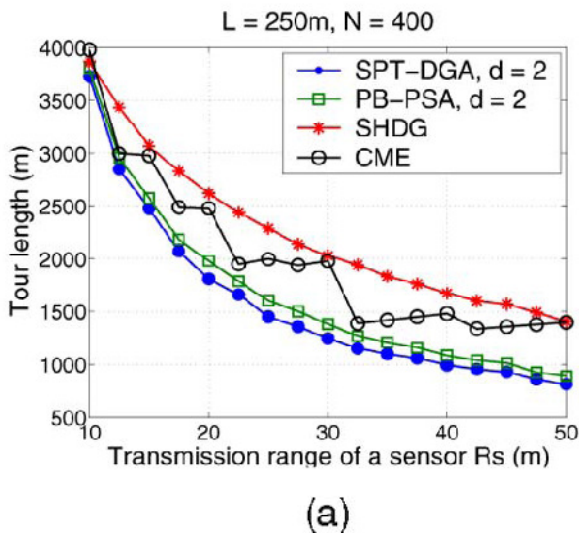 L = 250m, N = 400
4000
3500
3000
2500
2000
1500
1000
500
Tour length (m)
SPT-DGA, d = 2
PB-PSA, d = 2
SHDG
CME
10 20 30 40 50
Transmission range of a sensor Rs (m)
(a)